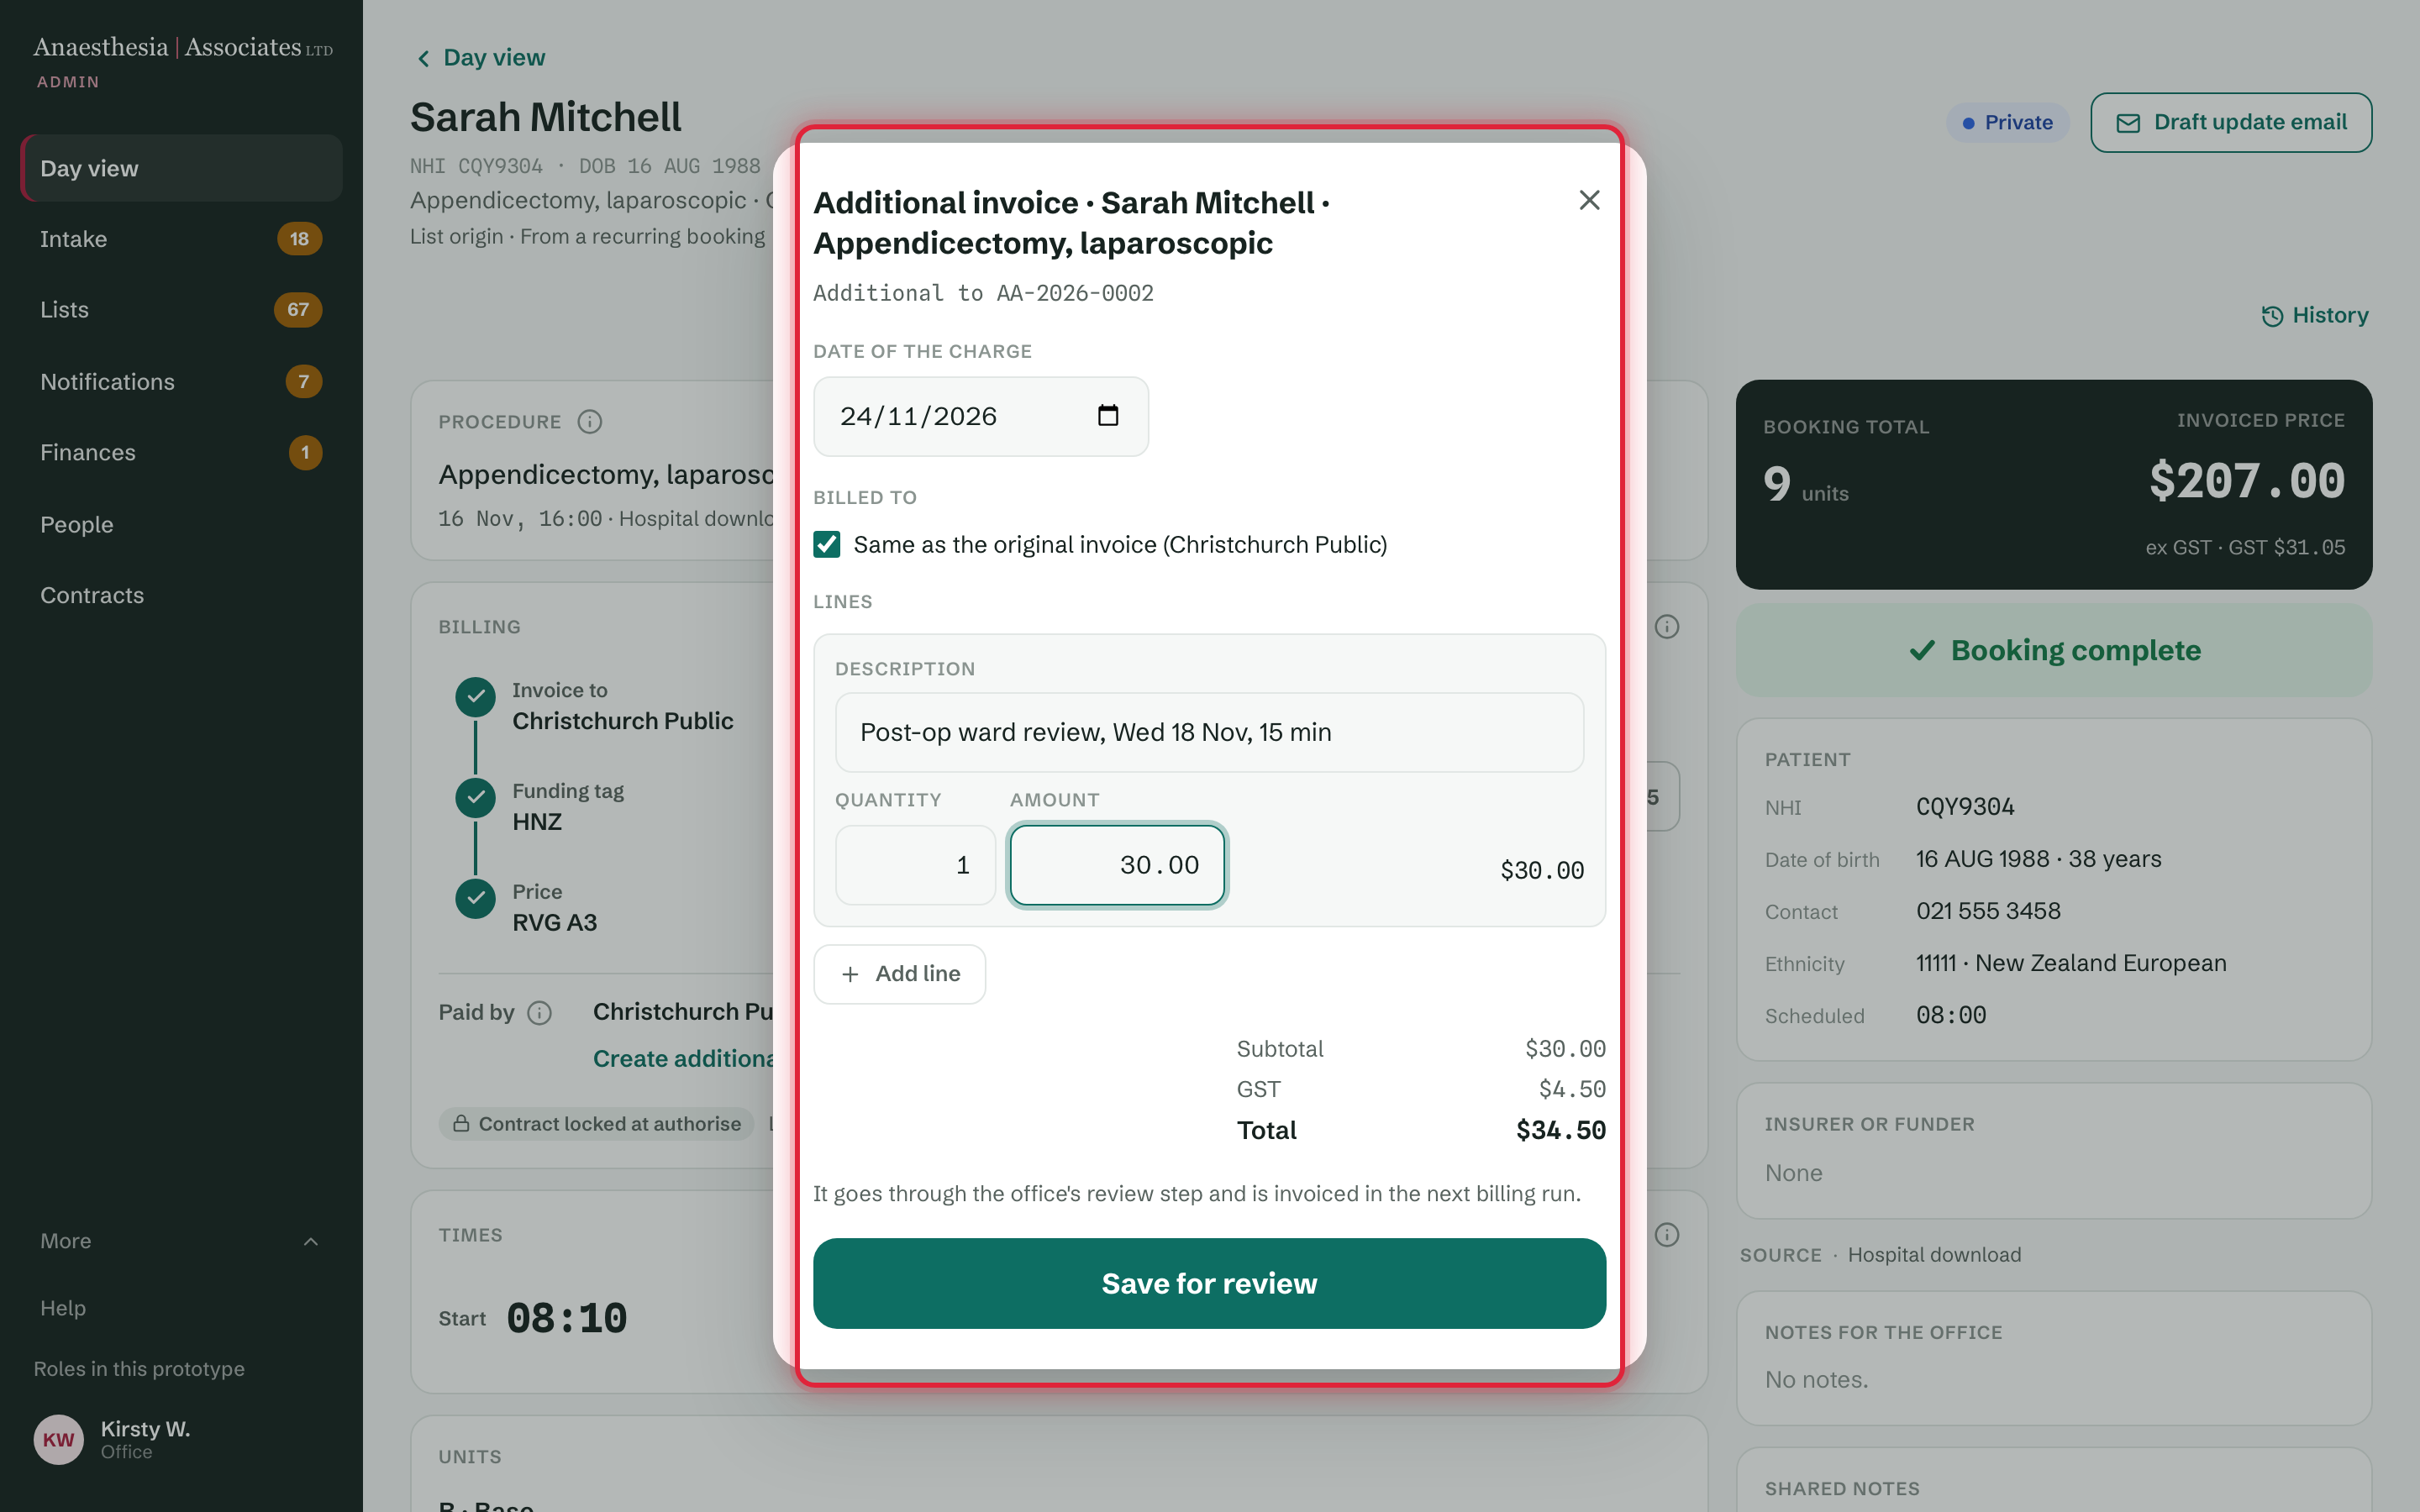 Anaesthesia | Associates LTD
ADMIN
Day view
Intake 18
Lists 67
Notifications 7
Finances 1
People
Contracts
More
Help
Roles in this prototype
KW
Kirsty W.
Office
Day view
Sarah Mitchell
NHI CQY9304 · DOB 16 AUG 1988
Appendicectomy, laparoscopic ·
List origin · From a recurring booking
Private
Draft update email
History
PROCEDURE
Appendicectomy, laparosc
16 Nov, 16:00 · Hospital downlo
BILLING
Invoice to
Christchurch Public
Funding tag
HNZ
Price
RVG A3
Paid by Christchurch Pu
Create additiona
Contract locked at authorise
TIMES
Start 08:10
UNITS
B · Base
Additional invoice · Sarah Mitchell ·
Appendicectomy, laparoscopic
Additional to AA-2026-0002
DATE OF THE CHARGE
24/11/2026
BILLED TO
Same as the original invoice (Christchurch Public)
LINES
DESCRIPTION
Post-op ward review, Wed 18 Nov, 15 min
QUANTITY AMOUNT
1 30.00 $30.00
+ Add line
Subtotal $30.00
GST $4.50
Total $34.50
It goes through the office's review step and is invoiced in the next billing run.
Save for review
5
BOOKING TOTAL INVOICED PRICE
9 units $207.00
ex GST · GST $31.05
Booking complete
PATIENT
NHI CQY9304
Date of birth 16 AUG 1988 · 38 years
Contact 021 555 3458
Ethnicity 11111 · New Zealand European
Scheduled 08:00
INSURER OR FUNDER
None
SOURCE · Hospital download
NOTES FOR THE OFFICE
No notes.
SHARED NOTES